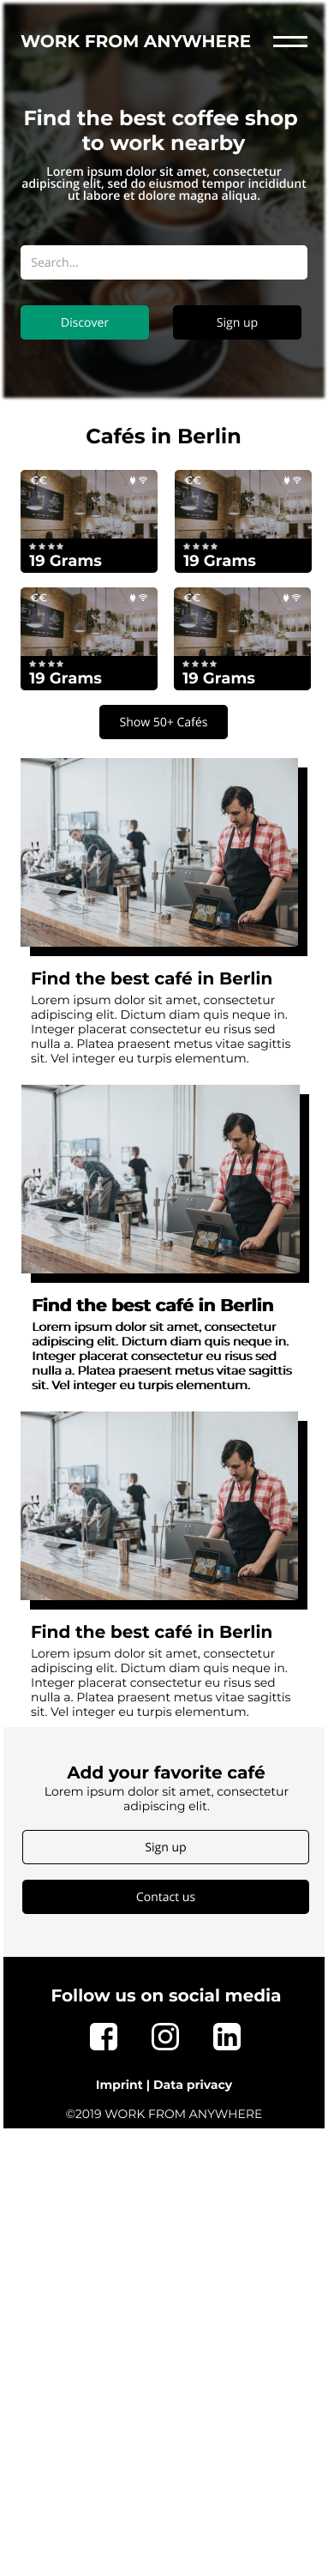 WORK FROM ANYWHERE
Find the best coffee shop
to work nearby
Lorem ipsum dolor sit amet, consectetur
adipiscing elit, sed do eiusmod tempor incididunt
ut labore et dolore magna aliqua.
Search...
Discover
Sign up
Cafés in Berlin
€€
€€
19 Grams
19 Grams
€€
€€
19 Grams
19 Grams
Show 50+ Cafés
Find the best café in Berlin
Lorem ipsum dolor sit amet, consectetur
adipiscing elit. Dictum diam quis neque in.
Integer placerat consectetur eu risus sed
nulla a. Platea praesent metus vitae sagittis
sit. Vel integer eu turpis elementum.
Find the best café in Berlin
Lorem ipsum dolor sit amet, consectetur
adipiscing elit. Dictum diam quis neque in.
Integer placerat consectetur eu risus sed
nulla a. Platea praesent metus vitae sagittis
sit. Vel integer eu turpis elementum.
Find the best café in Berlin
Lorem ipsum dolor sit amet, consectetur
adipiscing elit. Dictum diam quis neque in.
Integer placerat consectetur eu risus sed
nulla a. Platea praesent metus vitae sagittis
sit. Vel integer eu turpis elementum.
Add your favorite café
Lorem ipsum dolor sit amet, consectetur
adipiscing elit.
Sign up
Contact us
Follow us on social media
Imprint | Data privacy
©2019 WORK FROM ANYWHERE